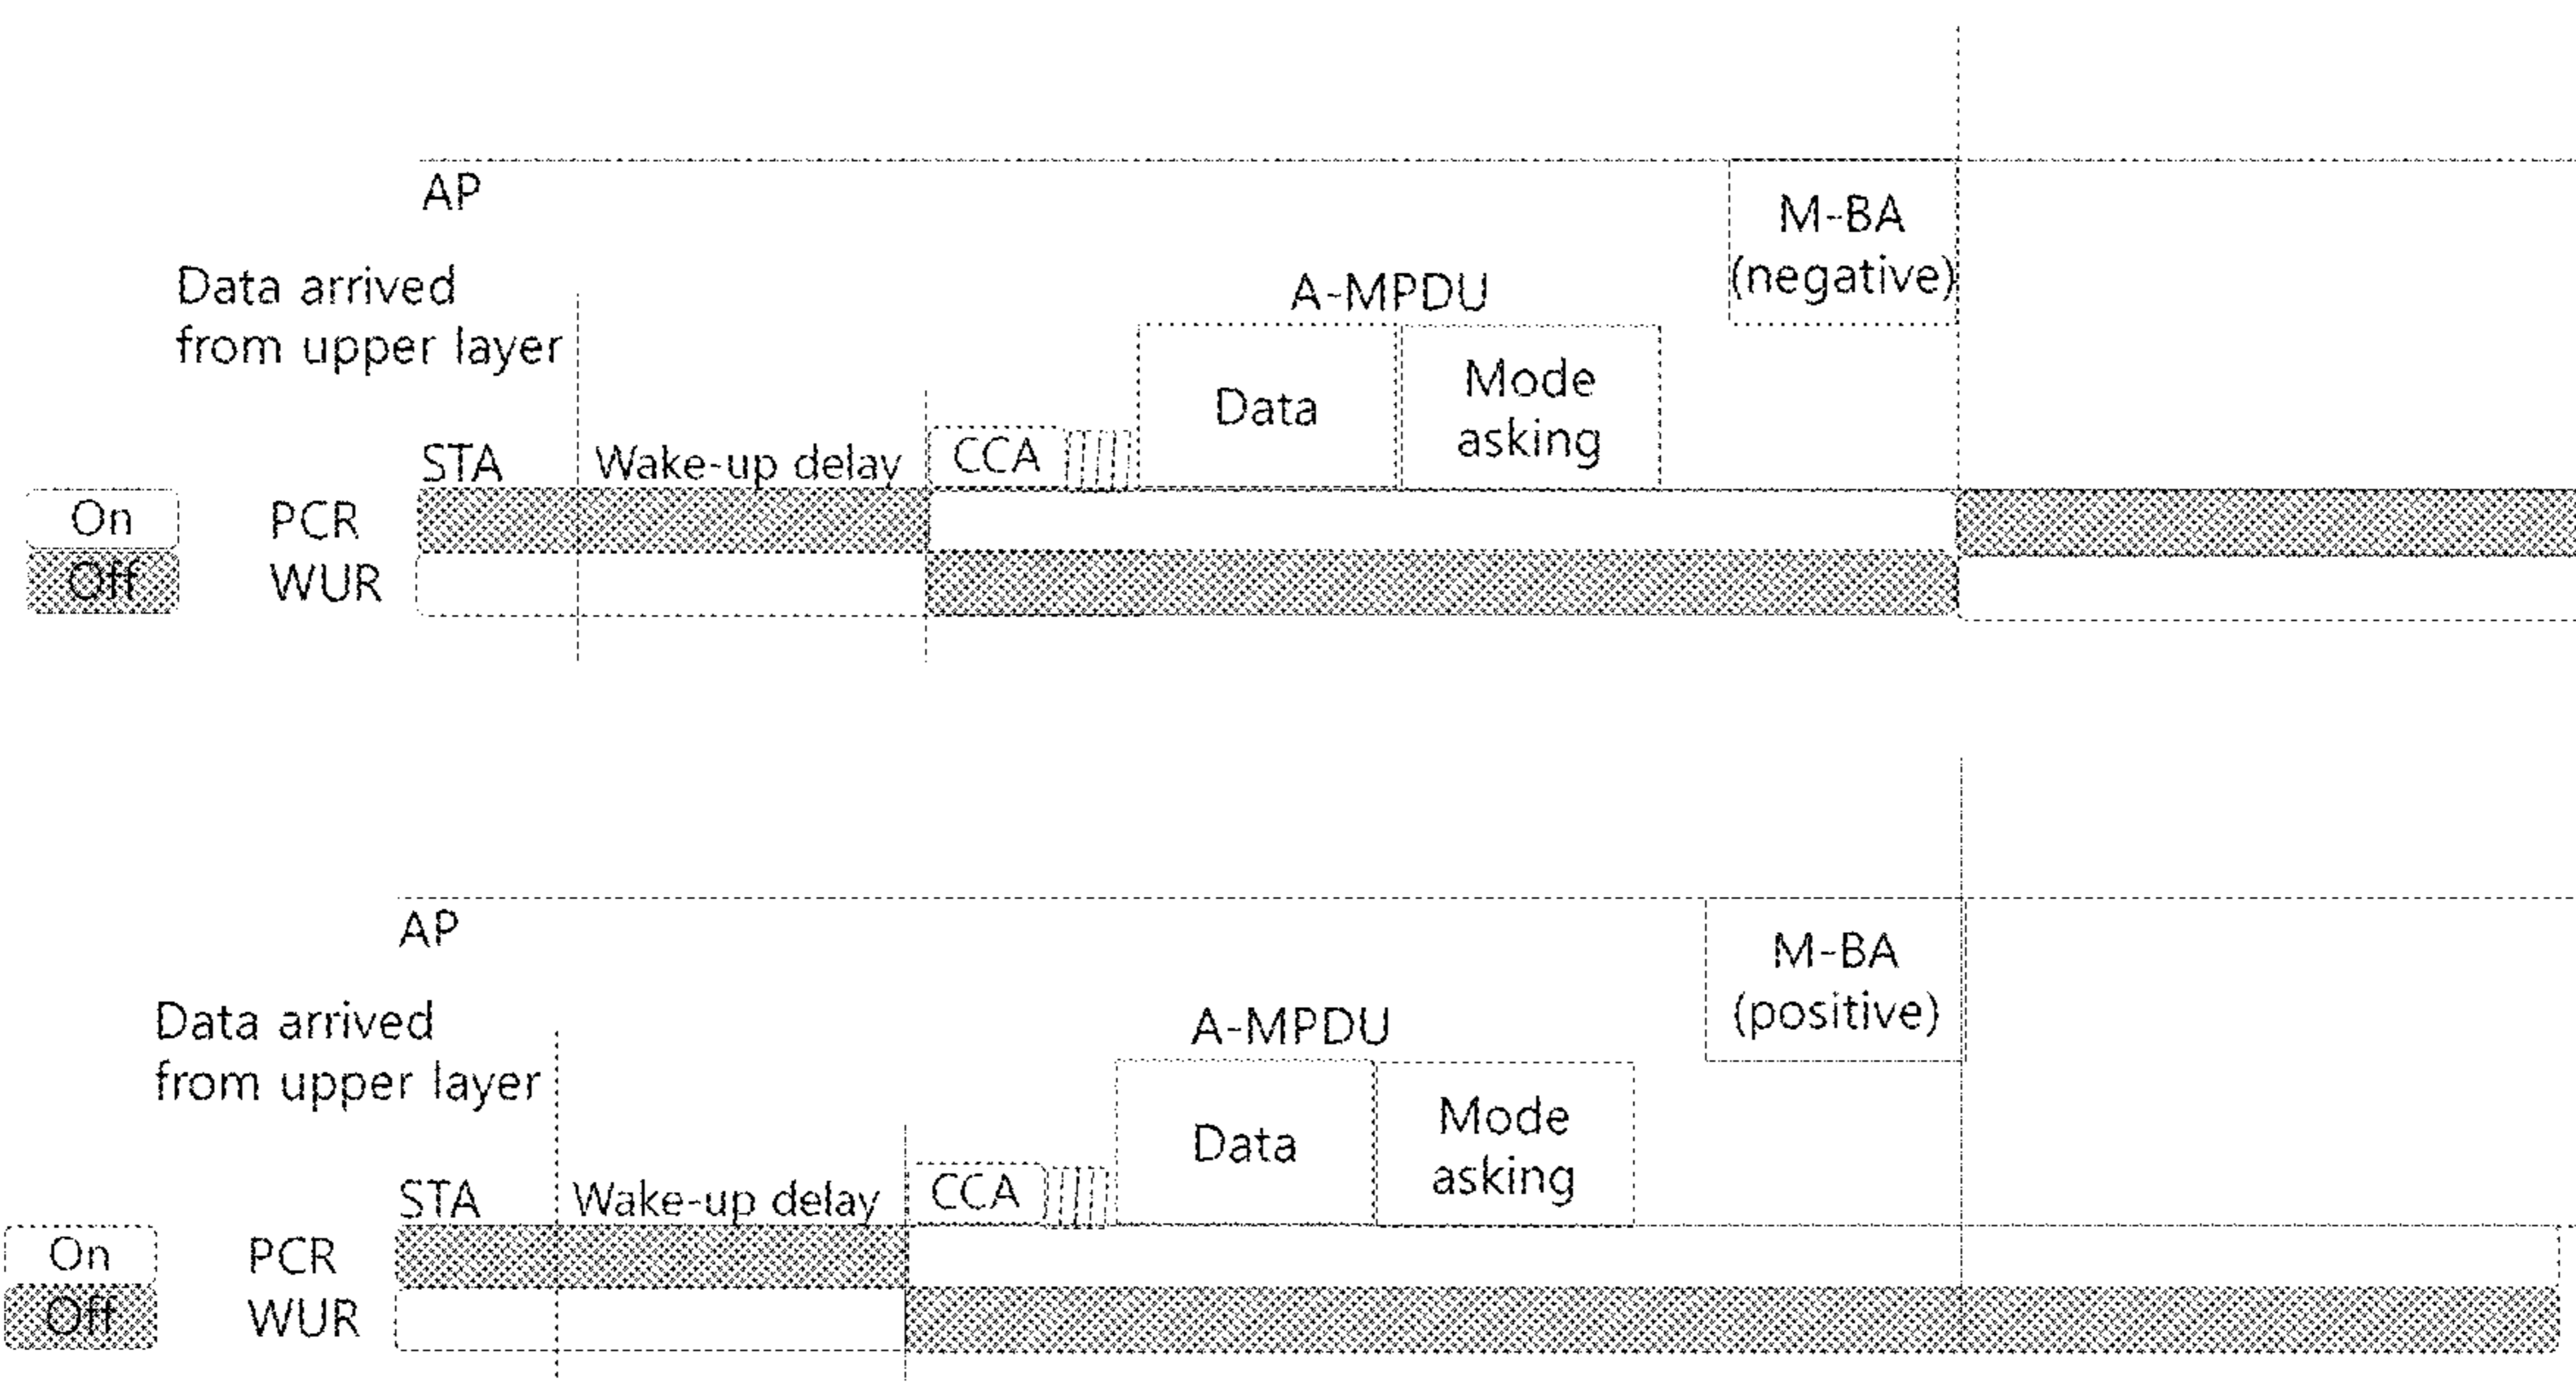 AP
M-BA
(negative)
Data arrived
from upper layer
A-MPDU
Data
Mode
asking
STA
Wake-up delay
CCA
On
PCR
Off
WUR
AP
M-BA
(positive)
Data arrived
from upper layer
A-MPDU
Data
Mode
asking
STA
Wake-up delay
CCA
On
PCR
Off
WUR